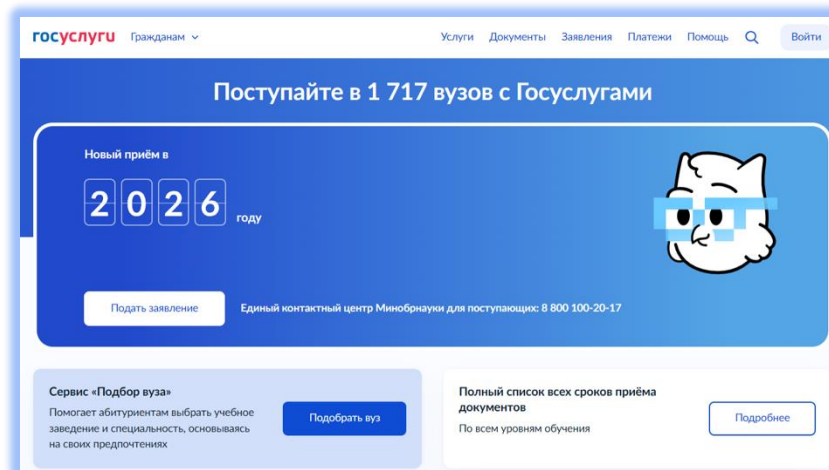 госуслуги Гражданам Услуги Документы Заявления Платежи Помощь Войти
Поступайте в 1 717 вузов с Госуслугами
Новый приём в
2026 году
Подать заявление Единый контактный центр Минобрнауки для поступающих: 8 800 100-20-17
Сервис «Подбор вуза»
Помогает абитуриентам выбрать учебное
заведение и специальность, основываясь
на своих предпочтениях
Подобрать вуз
Полный список всех сроков приёма
документов
По всем уровням обучения
Подробнее